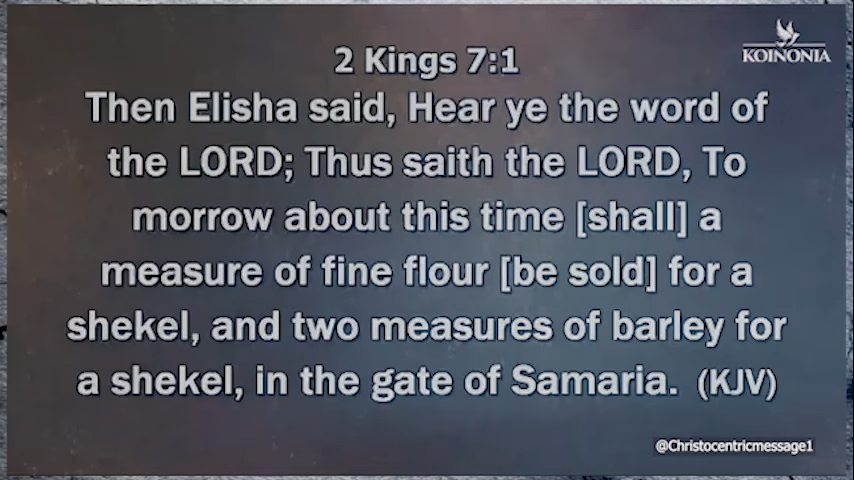 KOINONIA
2 Kings 7:1
Then Elisha said, Hear ye the word of
the LORD; Thus saith the LORD, To
morrow about this time [shall] a
measure of fine flour [be sold] for a
shekel, and two measures of barley for
a shekel, in the gate of Samaria. (KJV)
@Christocentricmessage1